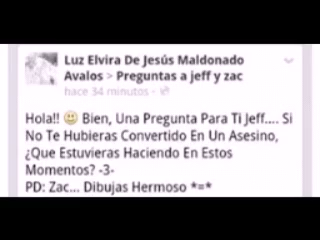 Luz Elvira De Jesús Maldonado
Avalos > Preguntas a jeff y zac
hace 34 minutos
Hola!! 🙂 Bien, Una Pregunta Para Ti Jeff.... Si
No Te Hubieras Convertido En Un Asesino,
¿Que Estuvieras Haciendo En Estos
Momentos? -3-
PD: Zac... Dibujas Hermoso *=*